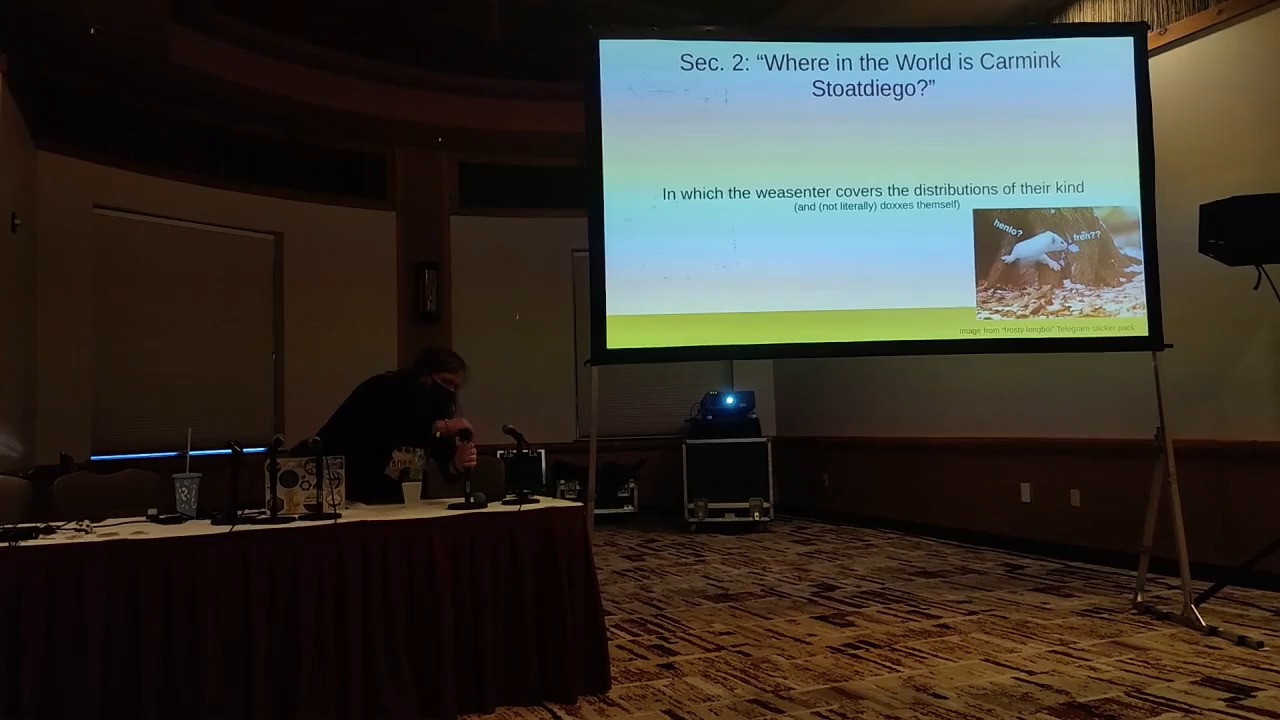 Sec. 2: “Where in the World is Carmink
Stoatdiego?”
In which the weasenter covers the distributions of their kind
(and (not literally) doxxes themself)
henlo?
fren??
Image from “frosty longboi” Telegram sticker pack